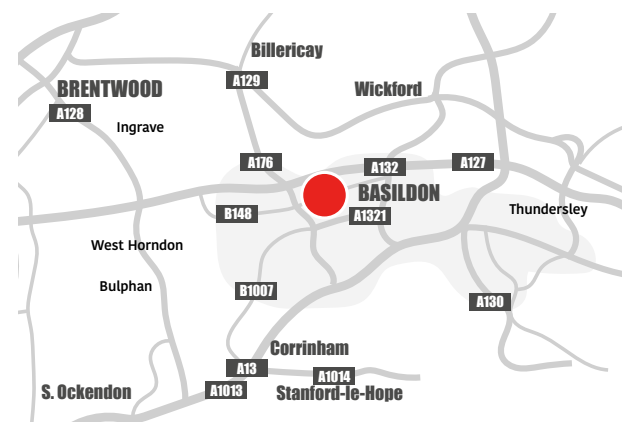 Billericay
A129
BRENTWOOD
Wickford
A128
Ingrave
A176
A132
A127
BASILDON
B148
A1321
Thundersley
West Horndon
Bulphan
B1007
A130
Corrinham
A13
A1014
A1013
S. Ockendon
Stanford-le-Hope